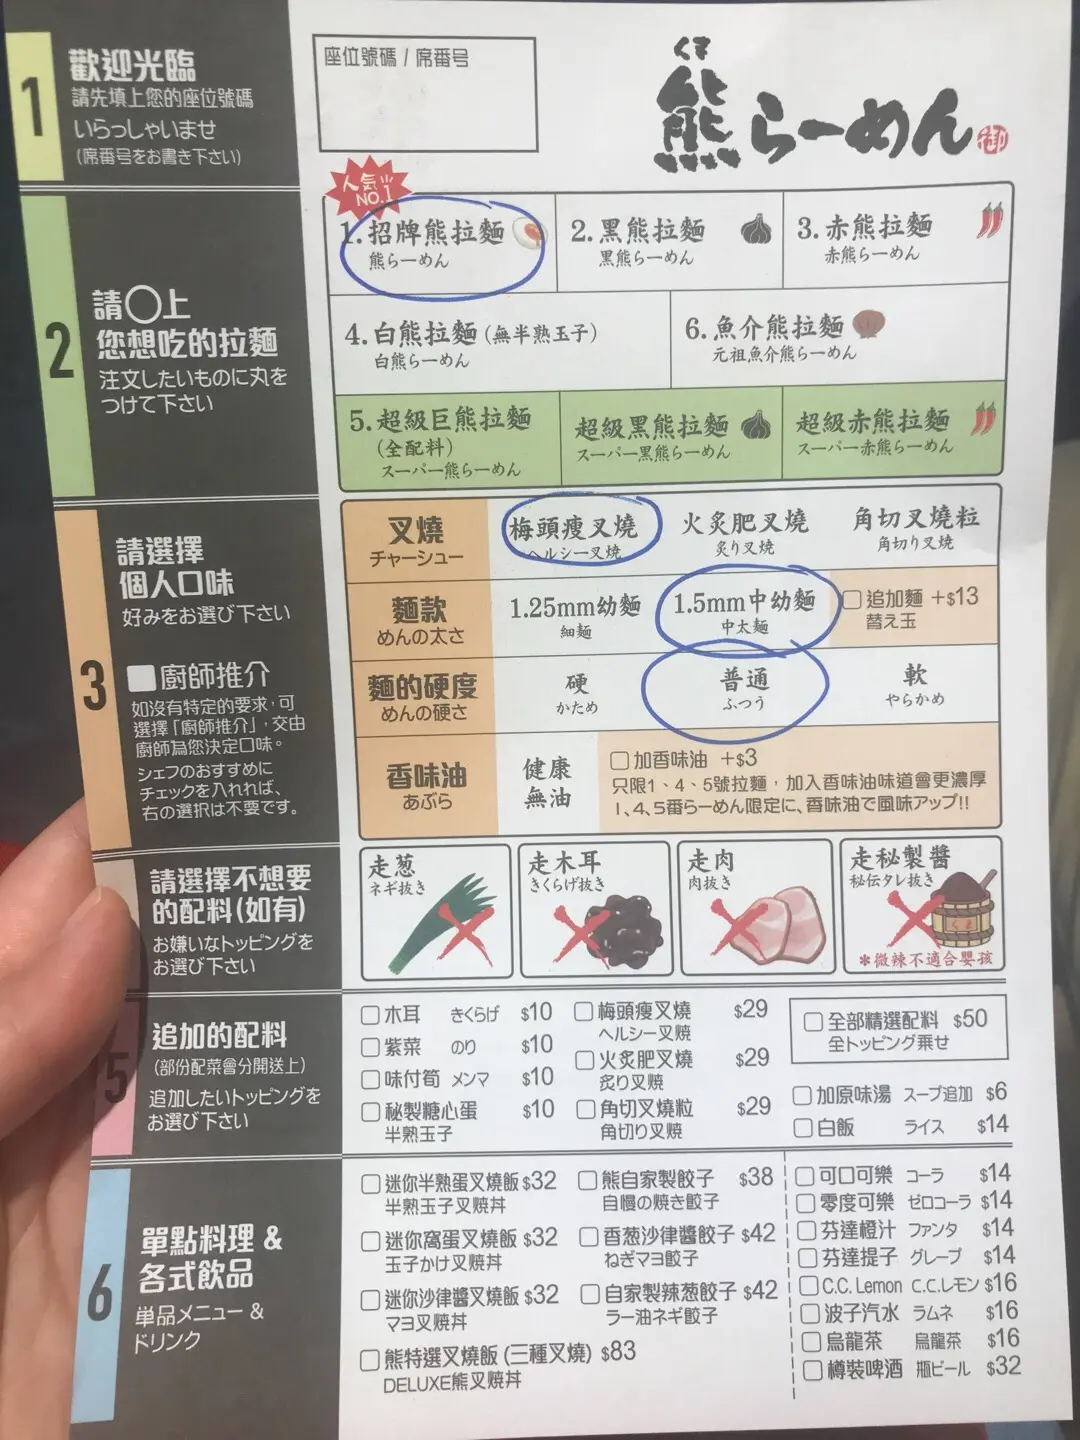 1
歡迎光臨
請先填上您的座位號碼
いらっしゃいませ
(席番号をお書き下さい)
座位號碼 / 席番号
くま
熊らーめん
御
2
請〇上
您想吃的拉麵
注文したいものに丸を
つけて下さい
人気
NO.1
1.招牌熊拉麵
熊らーめん
2.黑熊拉麵
黒熊らーめん
3.赤熊拉麵
赤熊らーめん
4.白熊拉麵 (無半熟玉子)
白熊らーめん
6.魚介熊拉麵
元祖魚介熊らーめん
5.超級巨熊拉麵
(全配料)
スーパー熊らーめん
超級黑熊拉麵
スーパー黒熊らーめん
超級赤熊拉麵
スーパー赤熊らーめん
3
請選擇
個人口味
好みをお選び下さい
廚師推介
如沒有特定的要求,可
選擇「廚師推介」,交由
廚師為您決定口味。
シェフのおすすめに
チェックを入れれば、
右の選択は不要です。
叉燒
チャーシュー
梅頭瘦叉燒
ヘルシー叉焼
火炙肥叉燒
炙り叉焼
角切叉燒粒
角切り叉焼
麵款
めんの太さ
1.25mm幼麵
細麺
1.5mm中幼麵
中太麺
追加麵 +$13
替え玉
麵的硬度
めんの硬さ
硬
かため
普通
ふつう
軟
やらかめ
香味油
あぶら
健康
無油
加香味油 +$3
只限1、4、5號拉麵,加入香味油味道會更濃厚
1、4、5番らーめん限定に、香味油で風味アップ!!
請選擇不想要
的配料(如有)
お嫌いなトッピングを
お選び下さい
走葱
ネギ抜き
走木耳
きくらげ抜き
走肉
肉抜き
走秘製醬
秘伝タレ抜き
くま
*微辣不適合嬰孩
5
追加的配料
(部份配菜會分開送上)
追加したいトッピングを
お選び下さい
木耳 きくらげ $10
紫菜 のり $10
味付筍 メンマ $10
秘製糖心蛋 $10
半熟玉子
梅頭瘦叉燒 $29
ヘルシー叉焼
火炙肥叉燒 $29
炙り叉焼
角切叉燒粒 $29
角切り叉焼
全部精選配料 $50
全トッピング乗せ
加原味湯 スープ追加 $6
白飯 ライス $14
6
單點料理 &
各式飲品
単品メニュー &
ドリンク
迷你半熟蛋叉燒飯 $32
半熟玉子叉焼丼
迷你窩蛋叉燒飯 $32
玉子かけ叉焼丼
迷你沙律醬叉燒飯 $32
マヨ叉焼丼
熊特選叉燒飯 (三種叉燒) $83
DELUXE熊叉焼丼
熊自家製餃子 $38
自慢の焼き餃子
香葱沙律醬餃子 $42
ねぎマヨ餃子
自家製辣葱餃子 $42
ラー油ネギ餃子
可口可樂 コーラ $14
零度可樂 ゼロコーラ $14
芬達橙汁 ファンタ $14
芬達提子 グレープ $14
C.C. Lemon C.C.レモン $16
波子汽水 ラムネ $16
烏龍茶 烏龍茶 $16
樽裝啤酒 瓶ビール $32